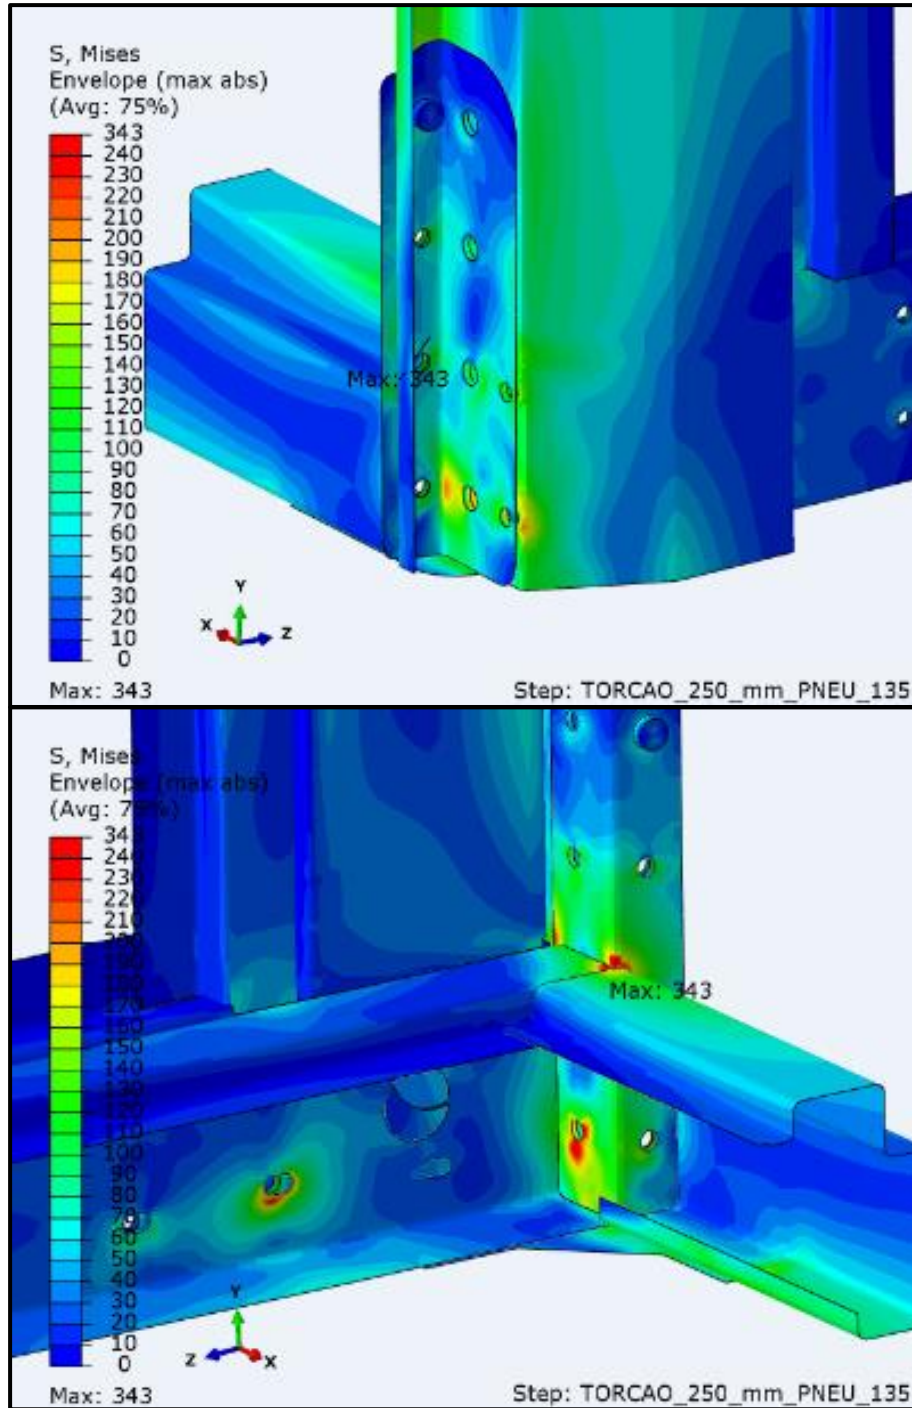 S, Mises
Envelope (max abs)
(Avg: 75%)
343
240
230
220
210
200
190
180
170
160
150
140
130
120
110
100
90
80
70
60
50
40
30
20
10
0
Max: 343
Y
X
Z
Max: 343
Step: TORCAO_250_mm_PNEU_135
S, Mises
Envelope (max abs)
(Avg: 75%)
343
240
230
220
210
200
190
180
170
160
150
140
130
120
110
100
90
80
70
60
50
40
30
20
10
0
Max: 343
Y
Z
X
Max: 343
Step: TORCAO_250_mm_PNEU_135